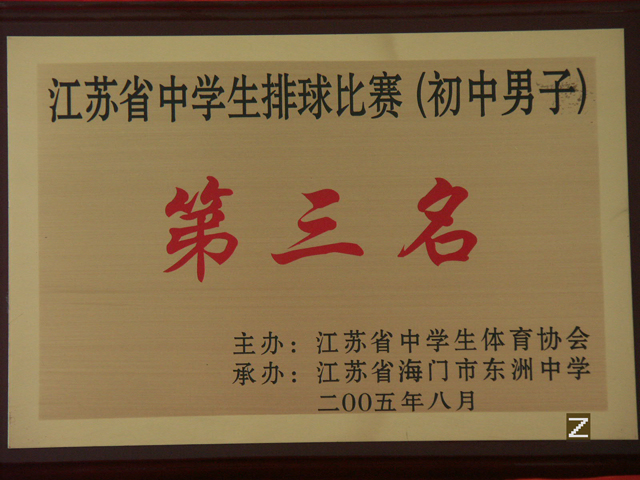 江苏省中学生排球比赛(初中男子)
第三名
主办:江苏省中学生体育协会
承办:江苏省海门市东洲中学
二00五年八月
Z